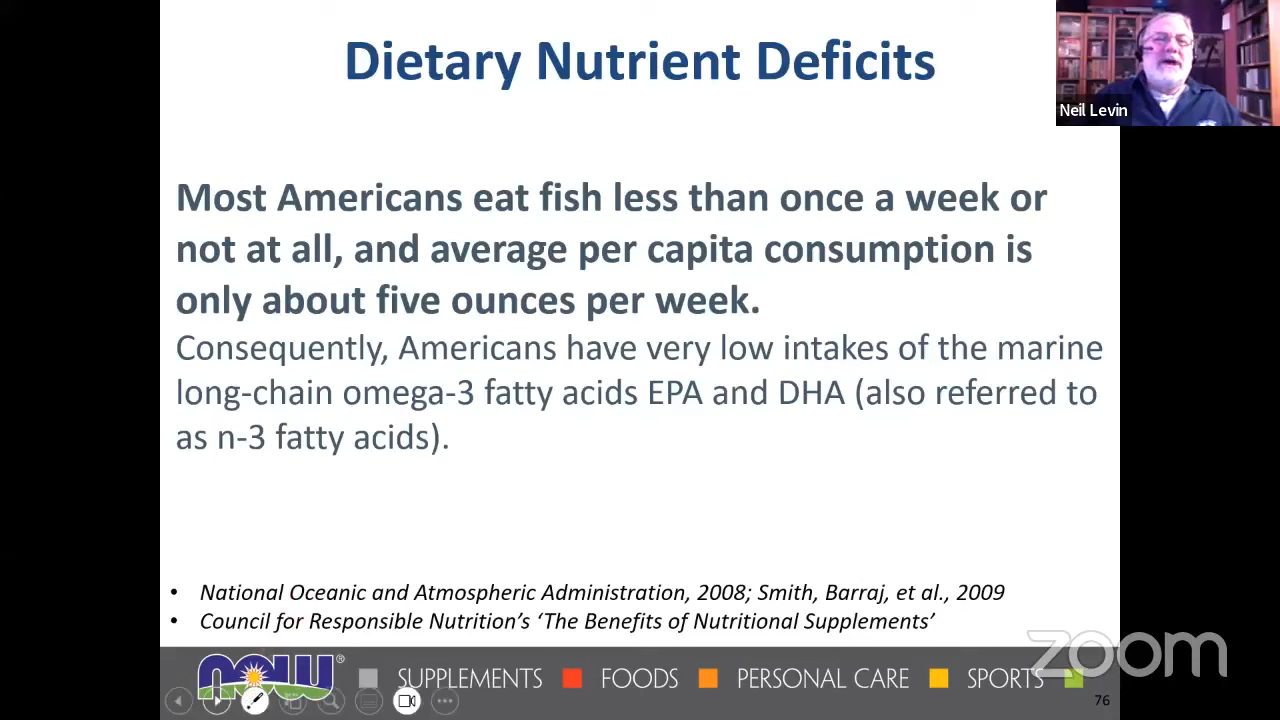 Dietary Nutrient Deficits
Neil Levin
Most Americans eat fish less than once a week or
not at all, and average per capita consumption is
only about five ounces per week.
Consequently, Americans have very low intakes of the marine
long-chain omega-3 fatty acids EPA and DHA (also referred to
as n-3 fatty acids).
• National Oceanic and Atmospheric Administration, 2008; Smith, Barraj, et al., 2009
• Council for Responsible Nutrition's 'The Benefits of Nutritional Supplements'
NOW® SUPPLEMENTS FOODS PERSONAL CARE SPORTS
zoom
76